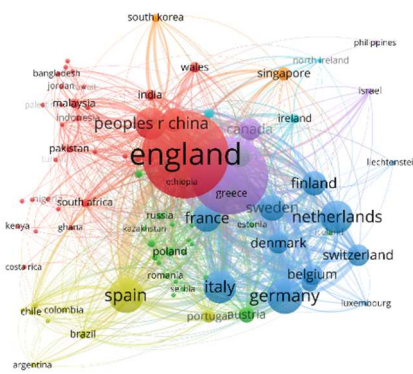 south korea
philippines
north ireland
wales
bangladesh
singapore
jordan
israel
india
malaysia
indonesia
ireland
peoples r china
canada
pakistan
england
liechtenstein
ethiopia
finland
greece
south africa
sweden
russia
france
netherlands
kenya
ghana
kazakhstan
estonia
denmark
poland
switzerland
costa rica
romania
belgium
serbia
italy
spain
germany
luxembourg
chile
colombia
portugal
austria
brazil
argentina